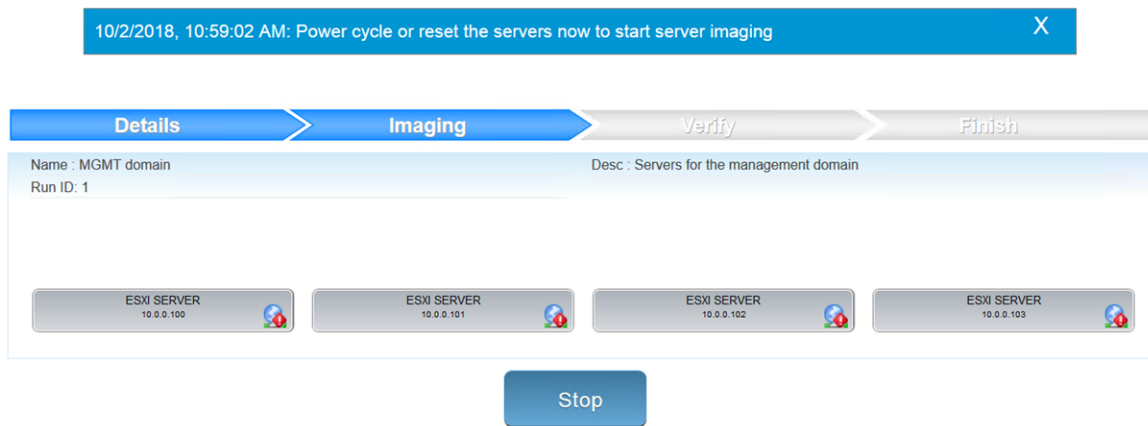 10/2/2018, 10:59:02 AM: Power cycle or reset the servers now to start server imaging X
Details Imaging Verify Finish
Name : MGMT domain Desc : Servers for the management domain
Run ID: 1
ESXI SERVER ESXI SERVER ESXI SERVER ESXI SERVER
10.0.0.100 10.0.0.101 10.0.0.102 10.0.0.103
Stop